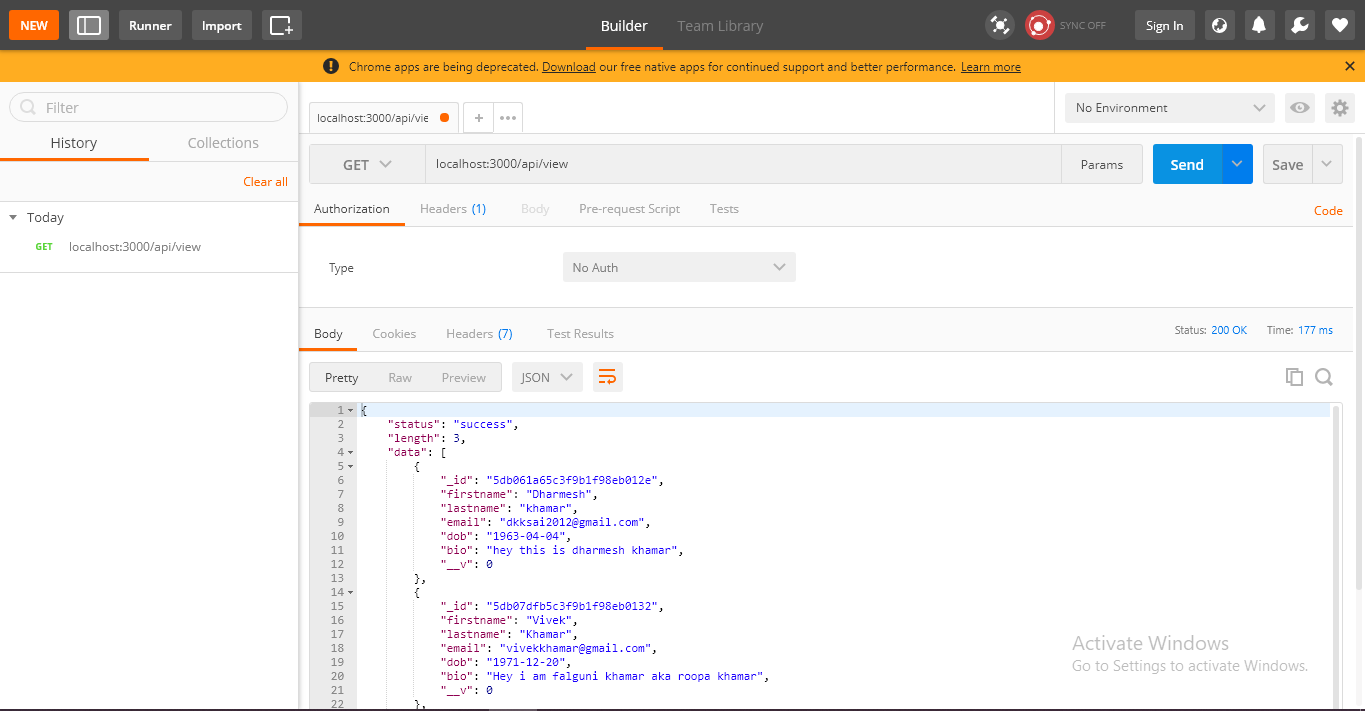 NEW Runner Import Builder Team Library SYNC OFF Sign In
! Chrome apps are being deprecated. Download our free native apps for continued support and better performance. Learn more
Filter
History Collections
Clear all
Today
GET localhost:3000/api/view
localhost:3000/api/vie + ••• No Environment
GET localhost:3000/api/view Params Send Save
Authorization Headers (1) Body Pre-request Script Tests Code
Type No Auth
Body Cookies Headers (7) Test Results Status: 200 OK Time: 177 ms
Pretty Raw Preview JSON
1 {
2 "status": "success",
3 "length": 3,
4 "data": [
5 {
6 "_id": "5db061a65c3f9b1f98eb012e",
7 "firstname": "Dharmesh",
8 "lastname": "khamar",
9 "email": "dkksai2012@gmail.com",
10 "dob": "1963-04-04",
11 "bio": "hey this is dharmesh khamar",
12 "__v": 0
13 },
14 {
15 "_id": "5db07dfb5c3f9b1f98eb0132",
16 "firstname": "Vivek",
17 "lastname": "Khamar",
18 "email": "vivekkhamar@gmail.com",
19 "dob": "1971-12-20",
20 "bio": "Hey i am falguni khamar aka roopa khamar",
21 "__v": 0
22 },
Activate Windows
Go to Settings to activate Windows.